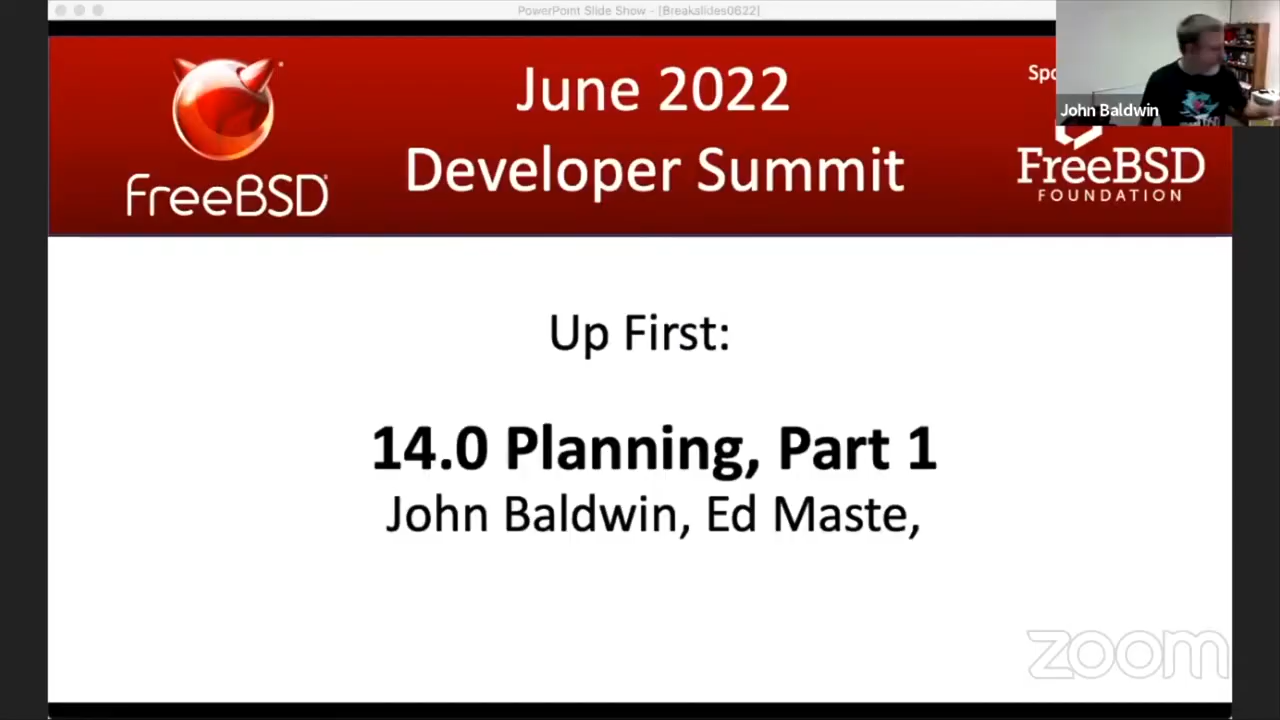 PowerPoint Slide Show - [Breakslides0622]
June 2022
Developer Summit
FreeBSD
Spo
John Baldwin
FreeBSD
FOUNDATION
Up First:
14.0 Planning, Part 1
John Baldwin, Ed Maste,
zoom